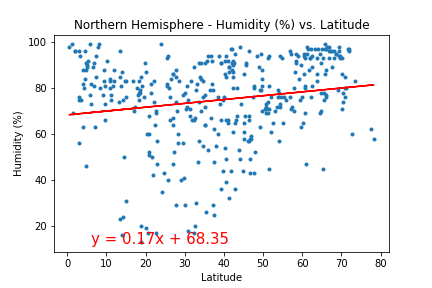 Northern Hemisphere - Humidity (%) vs. Latitude
100
80
60
40
20
Humidity (%)
y = 0.17x + 68.35
0 10 20 30 40 50 60 70 80
Latitude